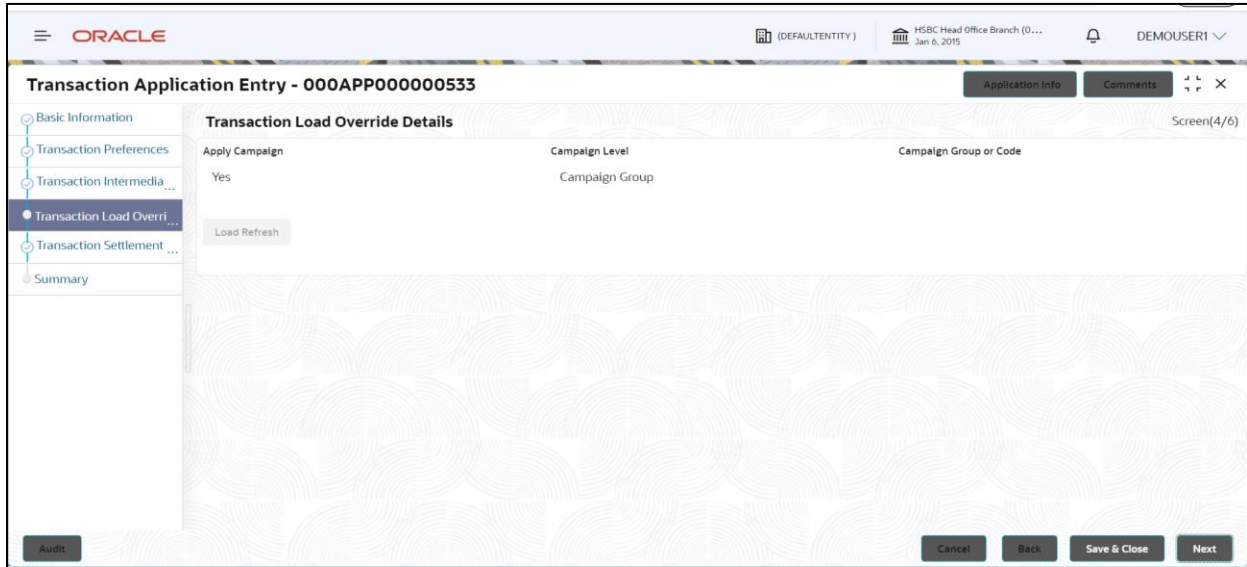 ORACLE
(DEFAULTENTITY)
HSBC Head Office Branch (0...
Jan 6, 2015
DEMOUSER1
Transaction Application Entry - 000APP000000533
Application Info
Comments
Basic Information
Transaction Preferences
Transaction Intermedia...
Transaction Load Overri...
Transaction Settlement ...
Summary
Transaction Load Override Details
Screen(4/6)
Apply Campaign
Campaign Level
Campaign Group or Code
Yes
Campaign Group
Load Refresh
Audit
Cancel
Back
Save & Close
Next